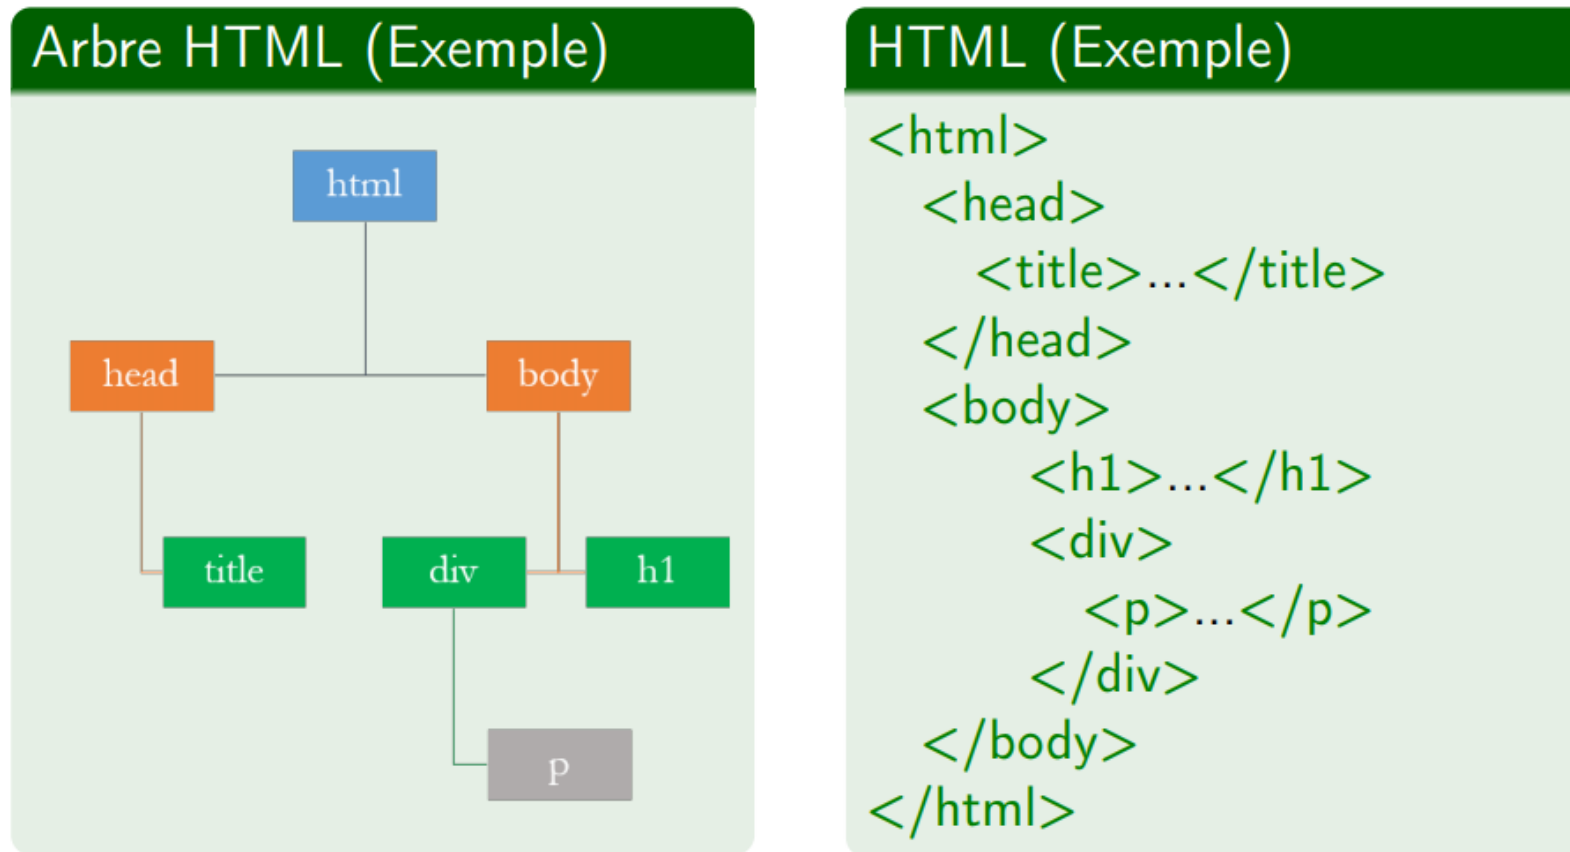 Arbre HTML (Exemple)
html
head
body
title
div
h1
p
HTML (Exemple)
<html>
<head>
<title>...</title>
</head>
<body>
<h1>...</h1>
<div>
<p>...</p>
</div>
</body>
</html>